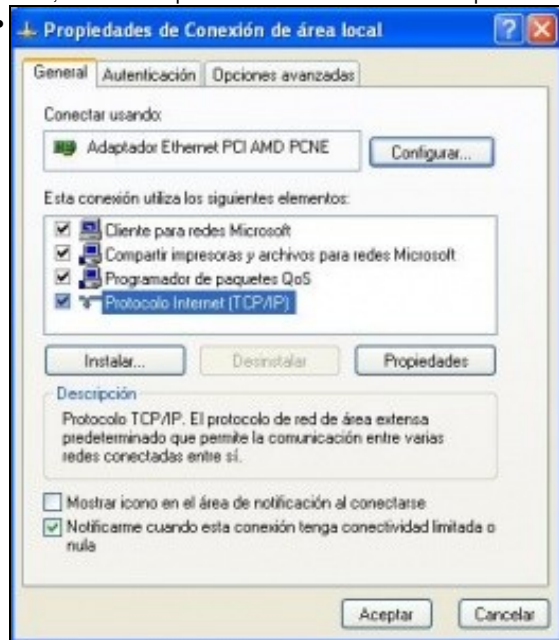 Propiedades de Conexión de área local
General Autenticación Opciones avanzadas
Conectar usando:
Adaptador Ethernet PCI AMD PCNE
Configurar...
Esta conexión utiliza los siguientes elementos:
Cliente para redes Microsoft
Compartir impresoras y archivos para redes Microsoft
Programador de paquetes QoS
Protocolo Internet (TCP/IP)
Instalar... Desinstalar Propiedades
Descripción
Protocolo TCP/IP. El protocolo de red de área extensa
predeterminado que permite la comunicación entre varias
redes conectadas entre sí.
Mostrar icono en el área de notificación al conectarse
Notificarme cuando esta conexión tenga conectividad limitada o
nula
Aceptar Cancelar